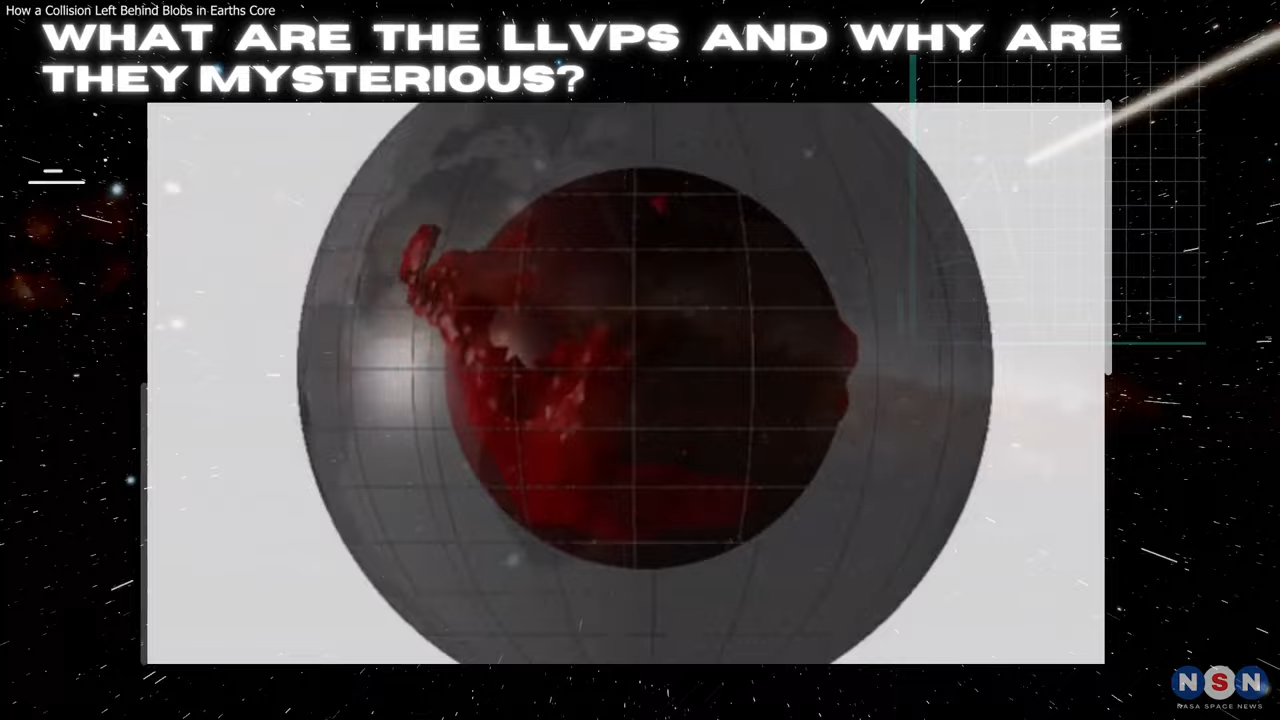 How a Collision Left Behind Blobs in Earths Core
WHAT ARE THE LLVPS AND WHY ARE
THEY MYSTERIOUS?
NSN
NASA SPACE NEWS